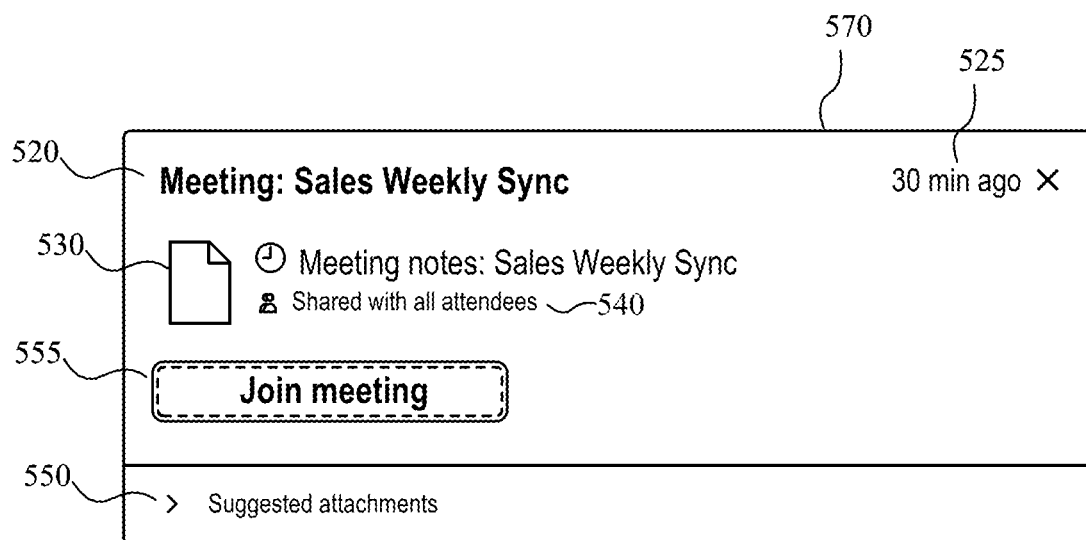 570
525
520
Meeting: Sales Weekly Sync
30 min ago
530
Meeting notes: Sales Weekly Sync
Shared with all attendees
540
555
Join meeting
550
> Suggested attachments